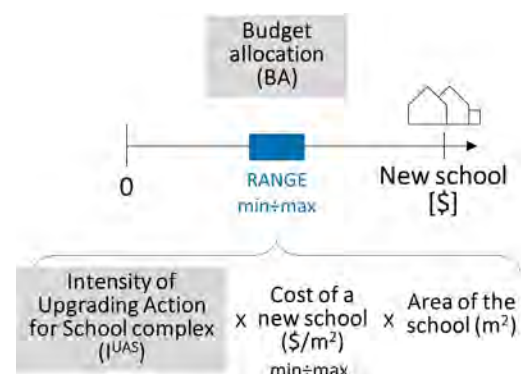 Budget
allocation
(BA)
0
RANGE
min÷max
New school
[$]
Intensity of
Upgrading Action
for School complex
(I^UAS)
x
Cost of a
new school
($/m²)
min÷max
x
Area of the
school (m²)